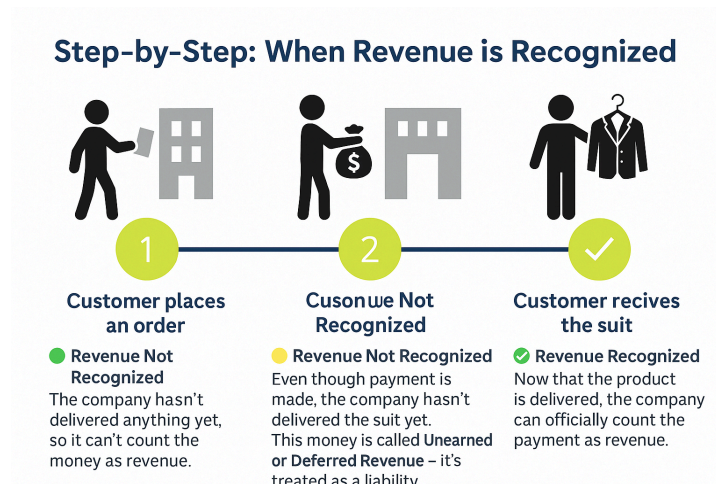 Step-by-Step: When Revenue is Recognized
$
1
2
Customer places
an order
Revenue Not
Recognized
The company hasn't
delivered anything yet,
so it can't count the
money as revenue.
Cusonwe Not
Recognized
Revenue Not Recognized
Even though payment is
made, the company hasn't
delivered the suit yet.
This money is called Unearned
or Deferred Revenue – it's
treated as a liability
Customer recives
the suit
Revenue Recognized
Now that the product
is delivered, the company
can officially count the
payment as revenue.